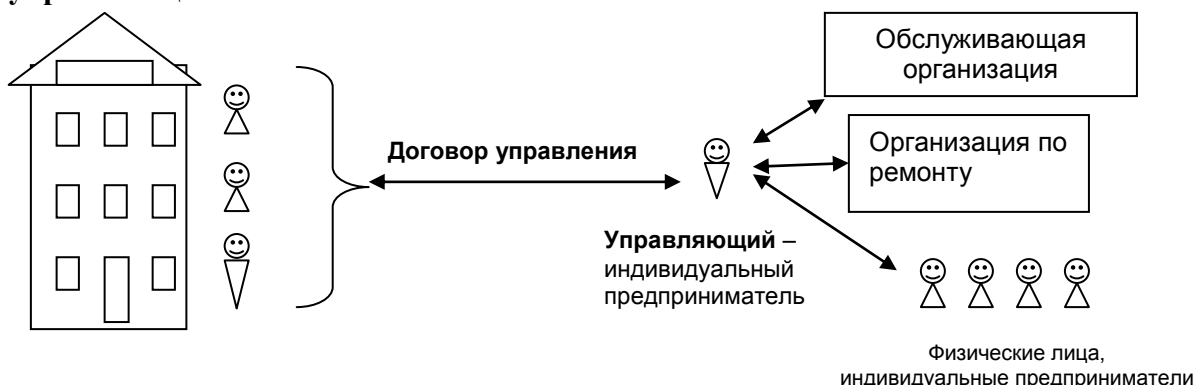 Обслуживающая
организация
Договор управления
Организация по
ремонту
Управляющий –
индивидуальный
предприниматель
Физические лица,
индивидуальные предприниматели